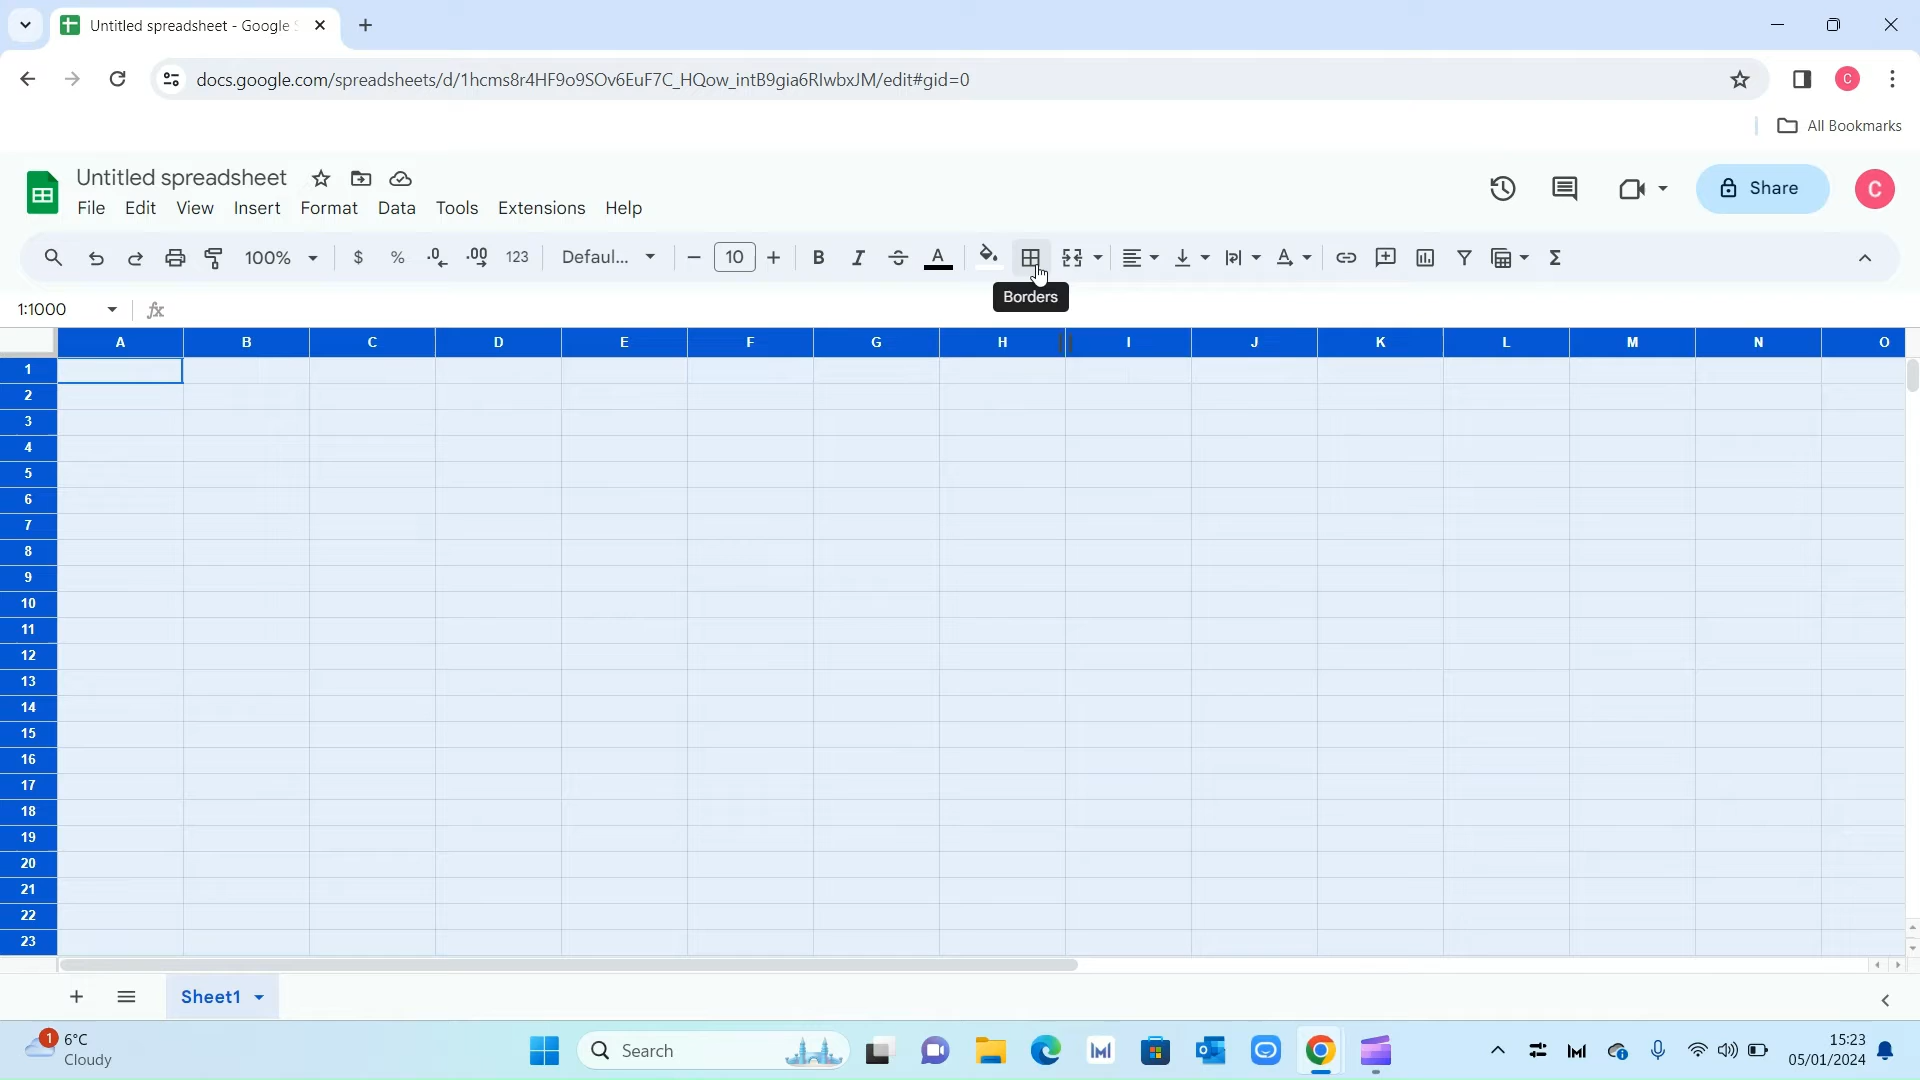 Untitled spreadsheet - Google
docs.google.com/spreadsheets/d/1hcms8r4HF9o9SOv6EuF7C_HQow_intB9gia6RIwbxJM/edit#gid=0
C
All Bookmarks
Untitled spreadsheet
File Edit View Insert Format Data Tools Extensions Help
Share
C
100% $ % .0 .00 123 Defaul... 10 B I A
Borders
1:1000 fx
A B C D E F G H I J K L M N O
1
2
3
4
5
6
7
8
9
10
11
12
13
14
15
16
17
18
19
20
21
22
23
Sheet1
1 6°C
Cloudy
Search
15:23
05/01/2024